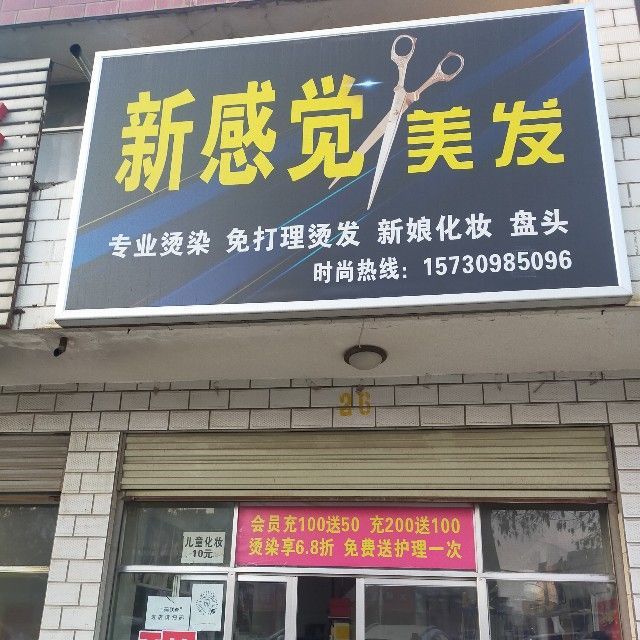 新感觉美发
专业烫染 免打理烫发 新娘化妆 盘头
时尚热线：15730985096
26
会员充100送50 充200送100
烫染享6.8折 免费送护理一次
儿童化妆
10元